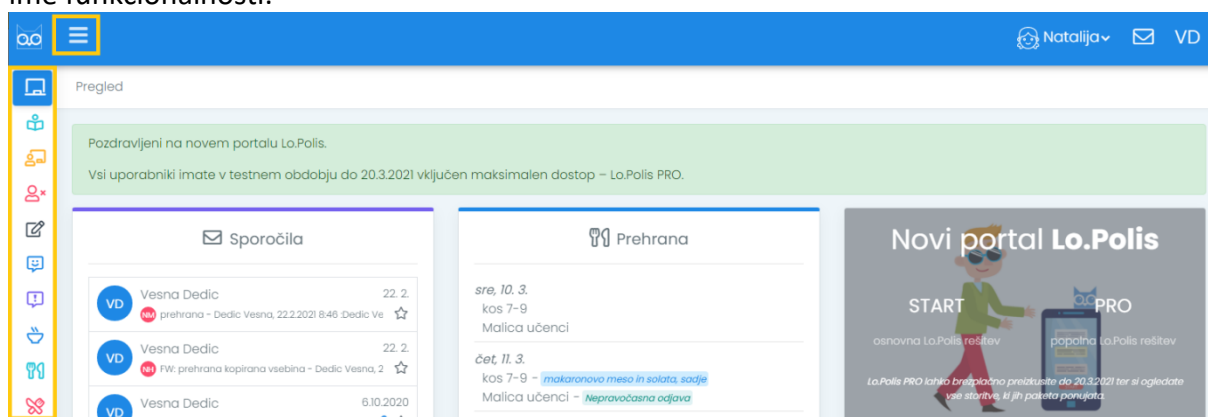 ime funkcionalnosti.
Natalija
VD
Pregled
Pozdravljeni na novem portalu Lo.Polis.
Vsi uporabniki imate v testnem obdobju do 20.3.2021 vključen maksimalen dostop – Lo.Polis PRO.
Sporočila
VD Vesna Dedic 22. 2.
NM prehrana - Dedic Vesna, 22.2.2021 8:46 :Dedic Ve
VD Vesna Dedic 22. 2.
NH FW: prehrana kopirana vsebina - Dedic Vesna, 2
VD Vesna Dedic 6.10.2020
Prehrana
sre, 10. 3.
kos 7-9
Malica učenci
čet, 11. 3.
kos 7-9 - makaronovo meso in solata, sadje
Malica učenci - Nepravočasna odjava
Novi portal Lo.Polis
START PRO
osnovna Lo.Polis rešitev popolna Lo.Polis rešitev
Lo.Polis PRO lahko brezplačno preizkusite do 20.3.2021 ter si ogledate
vse storitve, ki jih paketa ponujata.